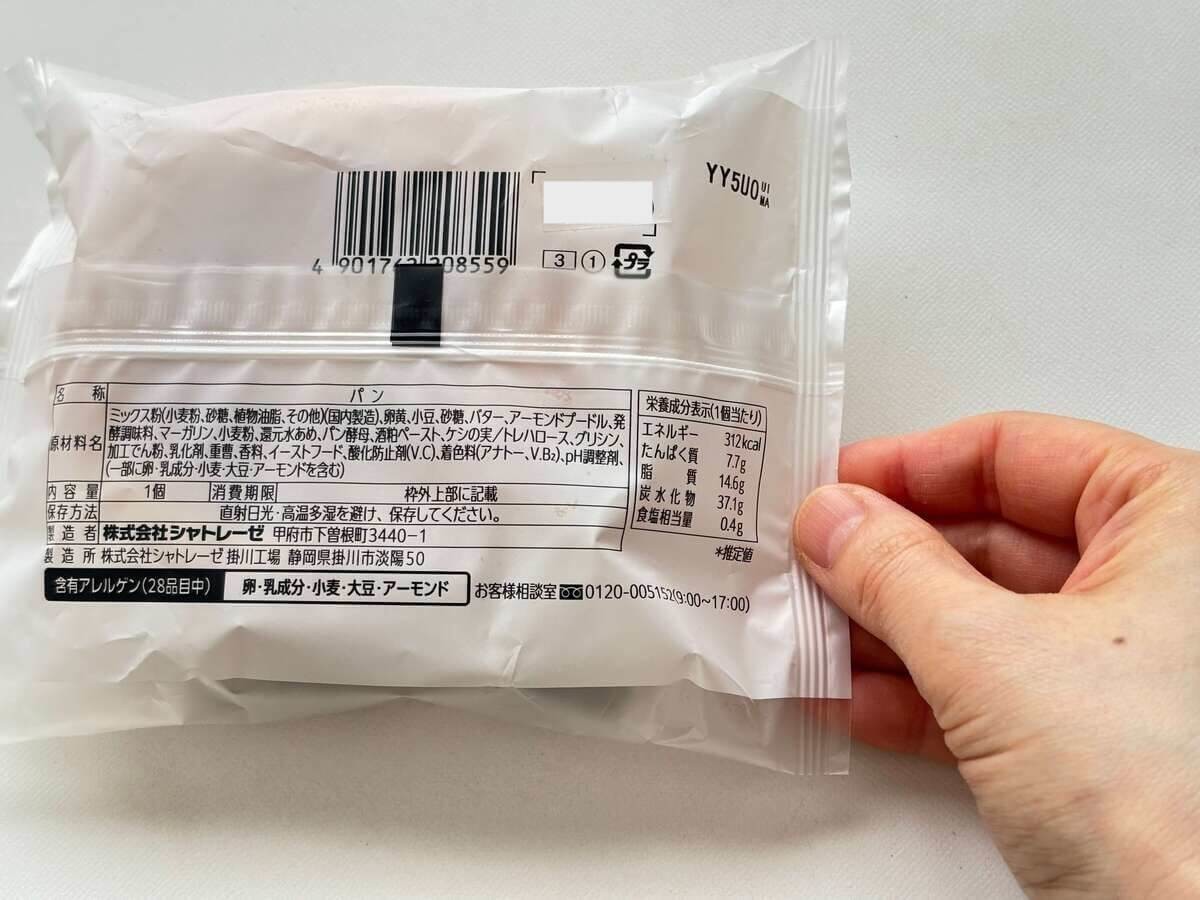 YY5U0 UI
MA
4 901742 208559
3 1 プラ
名称 パン
原材料名 ミックス粉(小麦粉、砂糖、植物油脂、その他)(国内製造)、卵黄、小豆、砂糖、バター、アーモンドプードル、発
酵調味料、マーガリン、小麦粉、還元水あめ、パン酵母、酒粕ペースト、ケシの実/トレハロース、グリシン、
加工でん粉、乳化剤、重曹、香料、イーストフード、酸化防止剤(V.C)、着色料(アナトー、V.B₂)、pH調整剤、
(一部に卵・乳成分・小麦・大豆・アーモンドを含む)
内容量 1個 消費期限 枠外上部に記載
保存方法 直射日光・高温多湿を避け、保存してください。
製造者 株式会社シャトレーゼ 甲府市下曽根町3440-1
製造所 株式会社シャトレーゼ 掛川工場 静岡県掛川市淡陽50
含有アレルゲン(28品目中) 卵・乳成分・小麦・大豆・アーモンド
お客様相談室 0120-005152(9:00~17:00)
栄養成分表示(1個当たり)
エネルギー 312kcal
たんぱく質 7.7g
脂質 14.6g
炭水化物 37.1g
食塩相当量 0.4g
*推定値